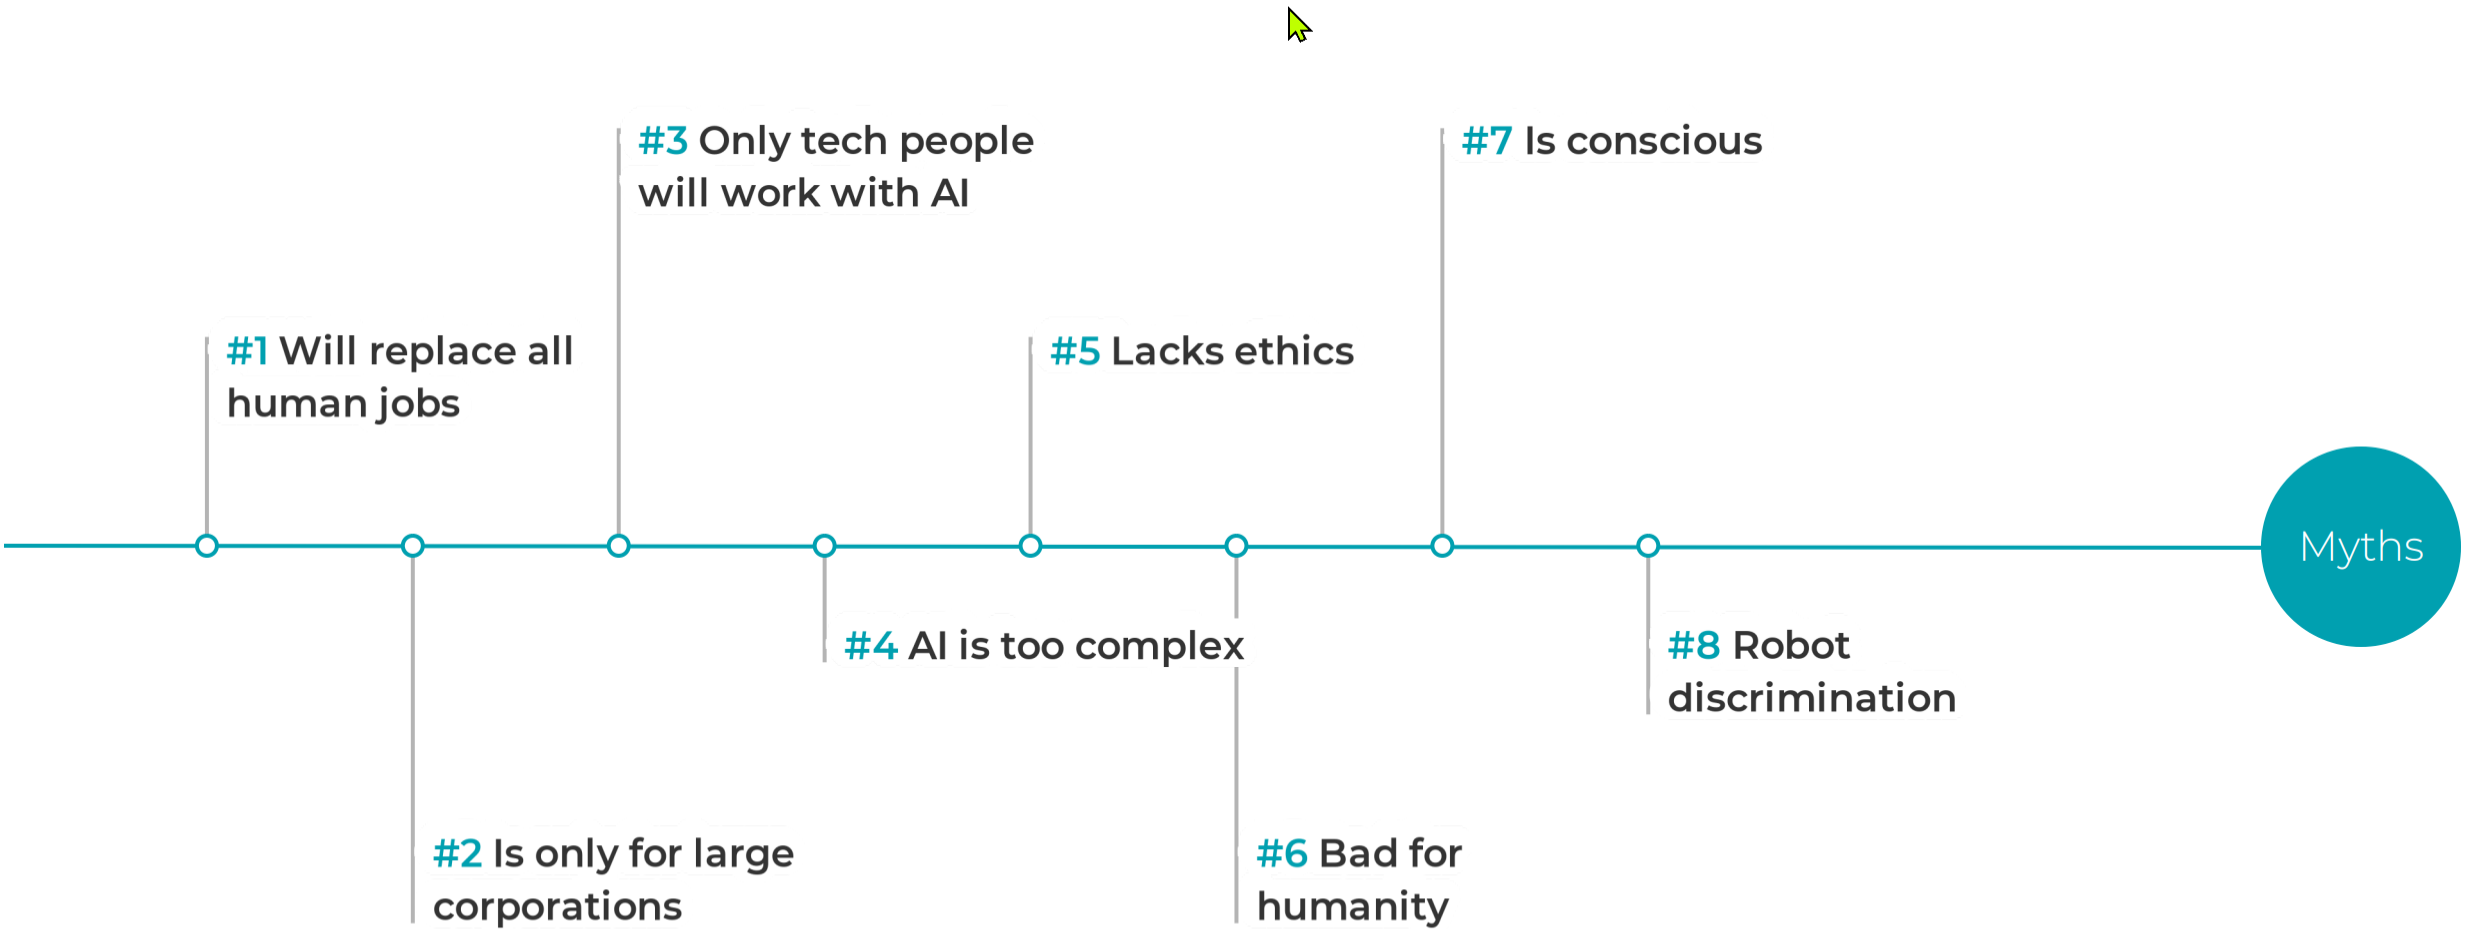 #1 Will replace all
human jobs
#2 Is only for large
corporations
#3 Only tech people
will work with AI
#4 AI is too complex
#5 Lacks ethics
#6 Bad for
humanity
#7 Is conscious
#8 Robot
discrimination
Myths